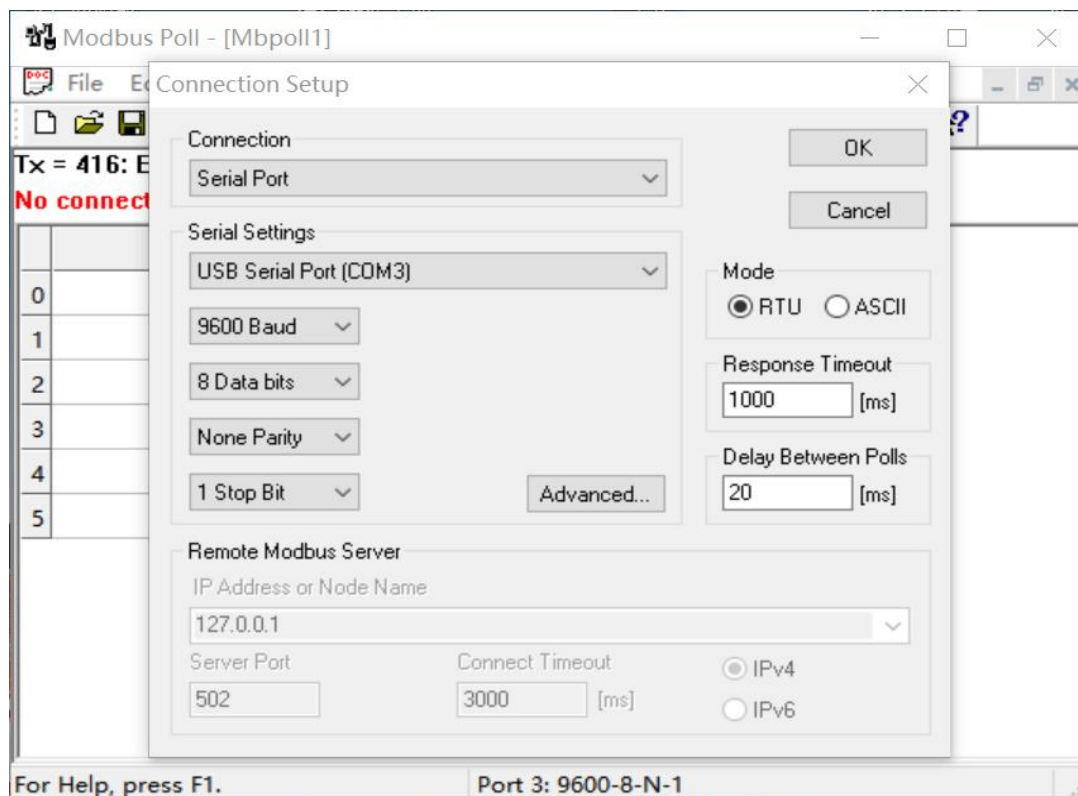 Modbus Poll - [Mbpoll1]
File
Connection Setup
Tx = 416: E
No connect
0
1
2
3
4
5
Connection
Serial Port
OK
Cancel
Serial Settings
USB Serial Port (COM3)
9600 Baud
8 Data bits
None Parity
1 Stop Bit
Advanced...
Mode
RTU ASCII
Response Timeout
1000 [ms]
Delay Between Polls
20 [ms]
Remote Modbus Server
IP Address or Node Name
127.0.0.1
Server Port
502
Connect Timeout
3000 [ms]
IPv4
IPv6
For Help, press F1.
Port 3: 9600-8-N-1